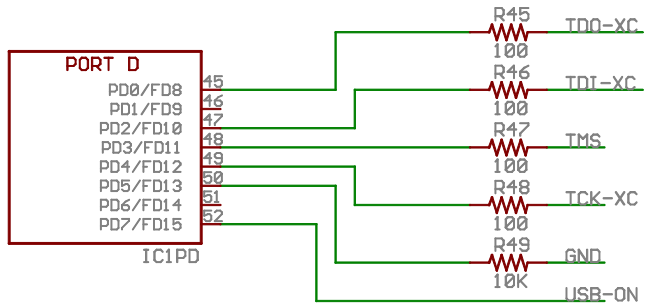 PORT D
PD0/FD8 45
PD1/FD9 46
PD2/FD10 47
PD3/FD11 48
PD4/FD12 49
PD5/FD13 50
PD6/FD14 51
PD7/FD15 52
IC1PD
R45 TDO-XC
100
R46 TDI-XC
100
R47 TMS
100
R48 TCK-XC
100
R49 GND
10K
USB-ON